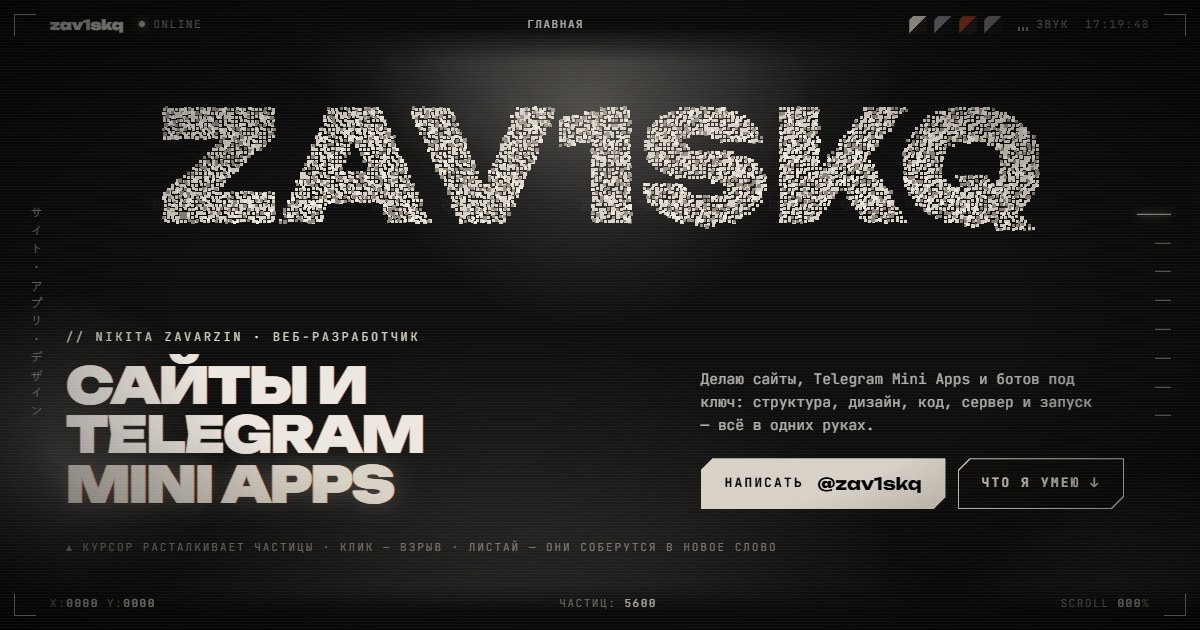 zav1skq
ONLINE
ГЛАВНАЯ
ЗВУК
17:19:48
ZAV1SKQ
サイト・アプリ・デザイン
// NIKITA ZAVARZIN · ВЕБ-РАЗРАБОТЧИК
САЙТЫ И
TELEGRAM
MINI APPS
Делаю сайты, Telegram Mini Apps и ботов под
ключ: структура, дизайн, код, сервер и запуск
— всё в одних руках.
НАПИСАТЬ @zav1skq
ЧТО Я УМЕЮ ↓
▲ КУРСОР РАСТАЛКИВАЕТ ЧАСТИЦЫ · КЛИК — ВЗРЫВ · ЛИСТАЙ — ОНИ СОБЕРУТСЯ В НОВОЕ СЛОВО
X:0000 Y:0000
ЧАСТИЦ: 5600
SCROLL 000%